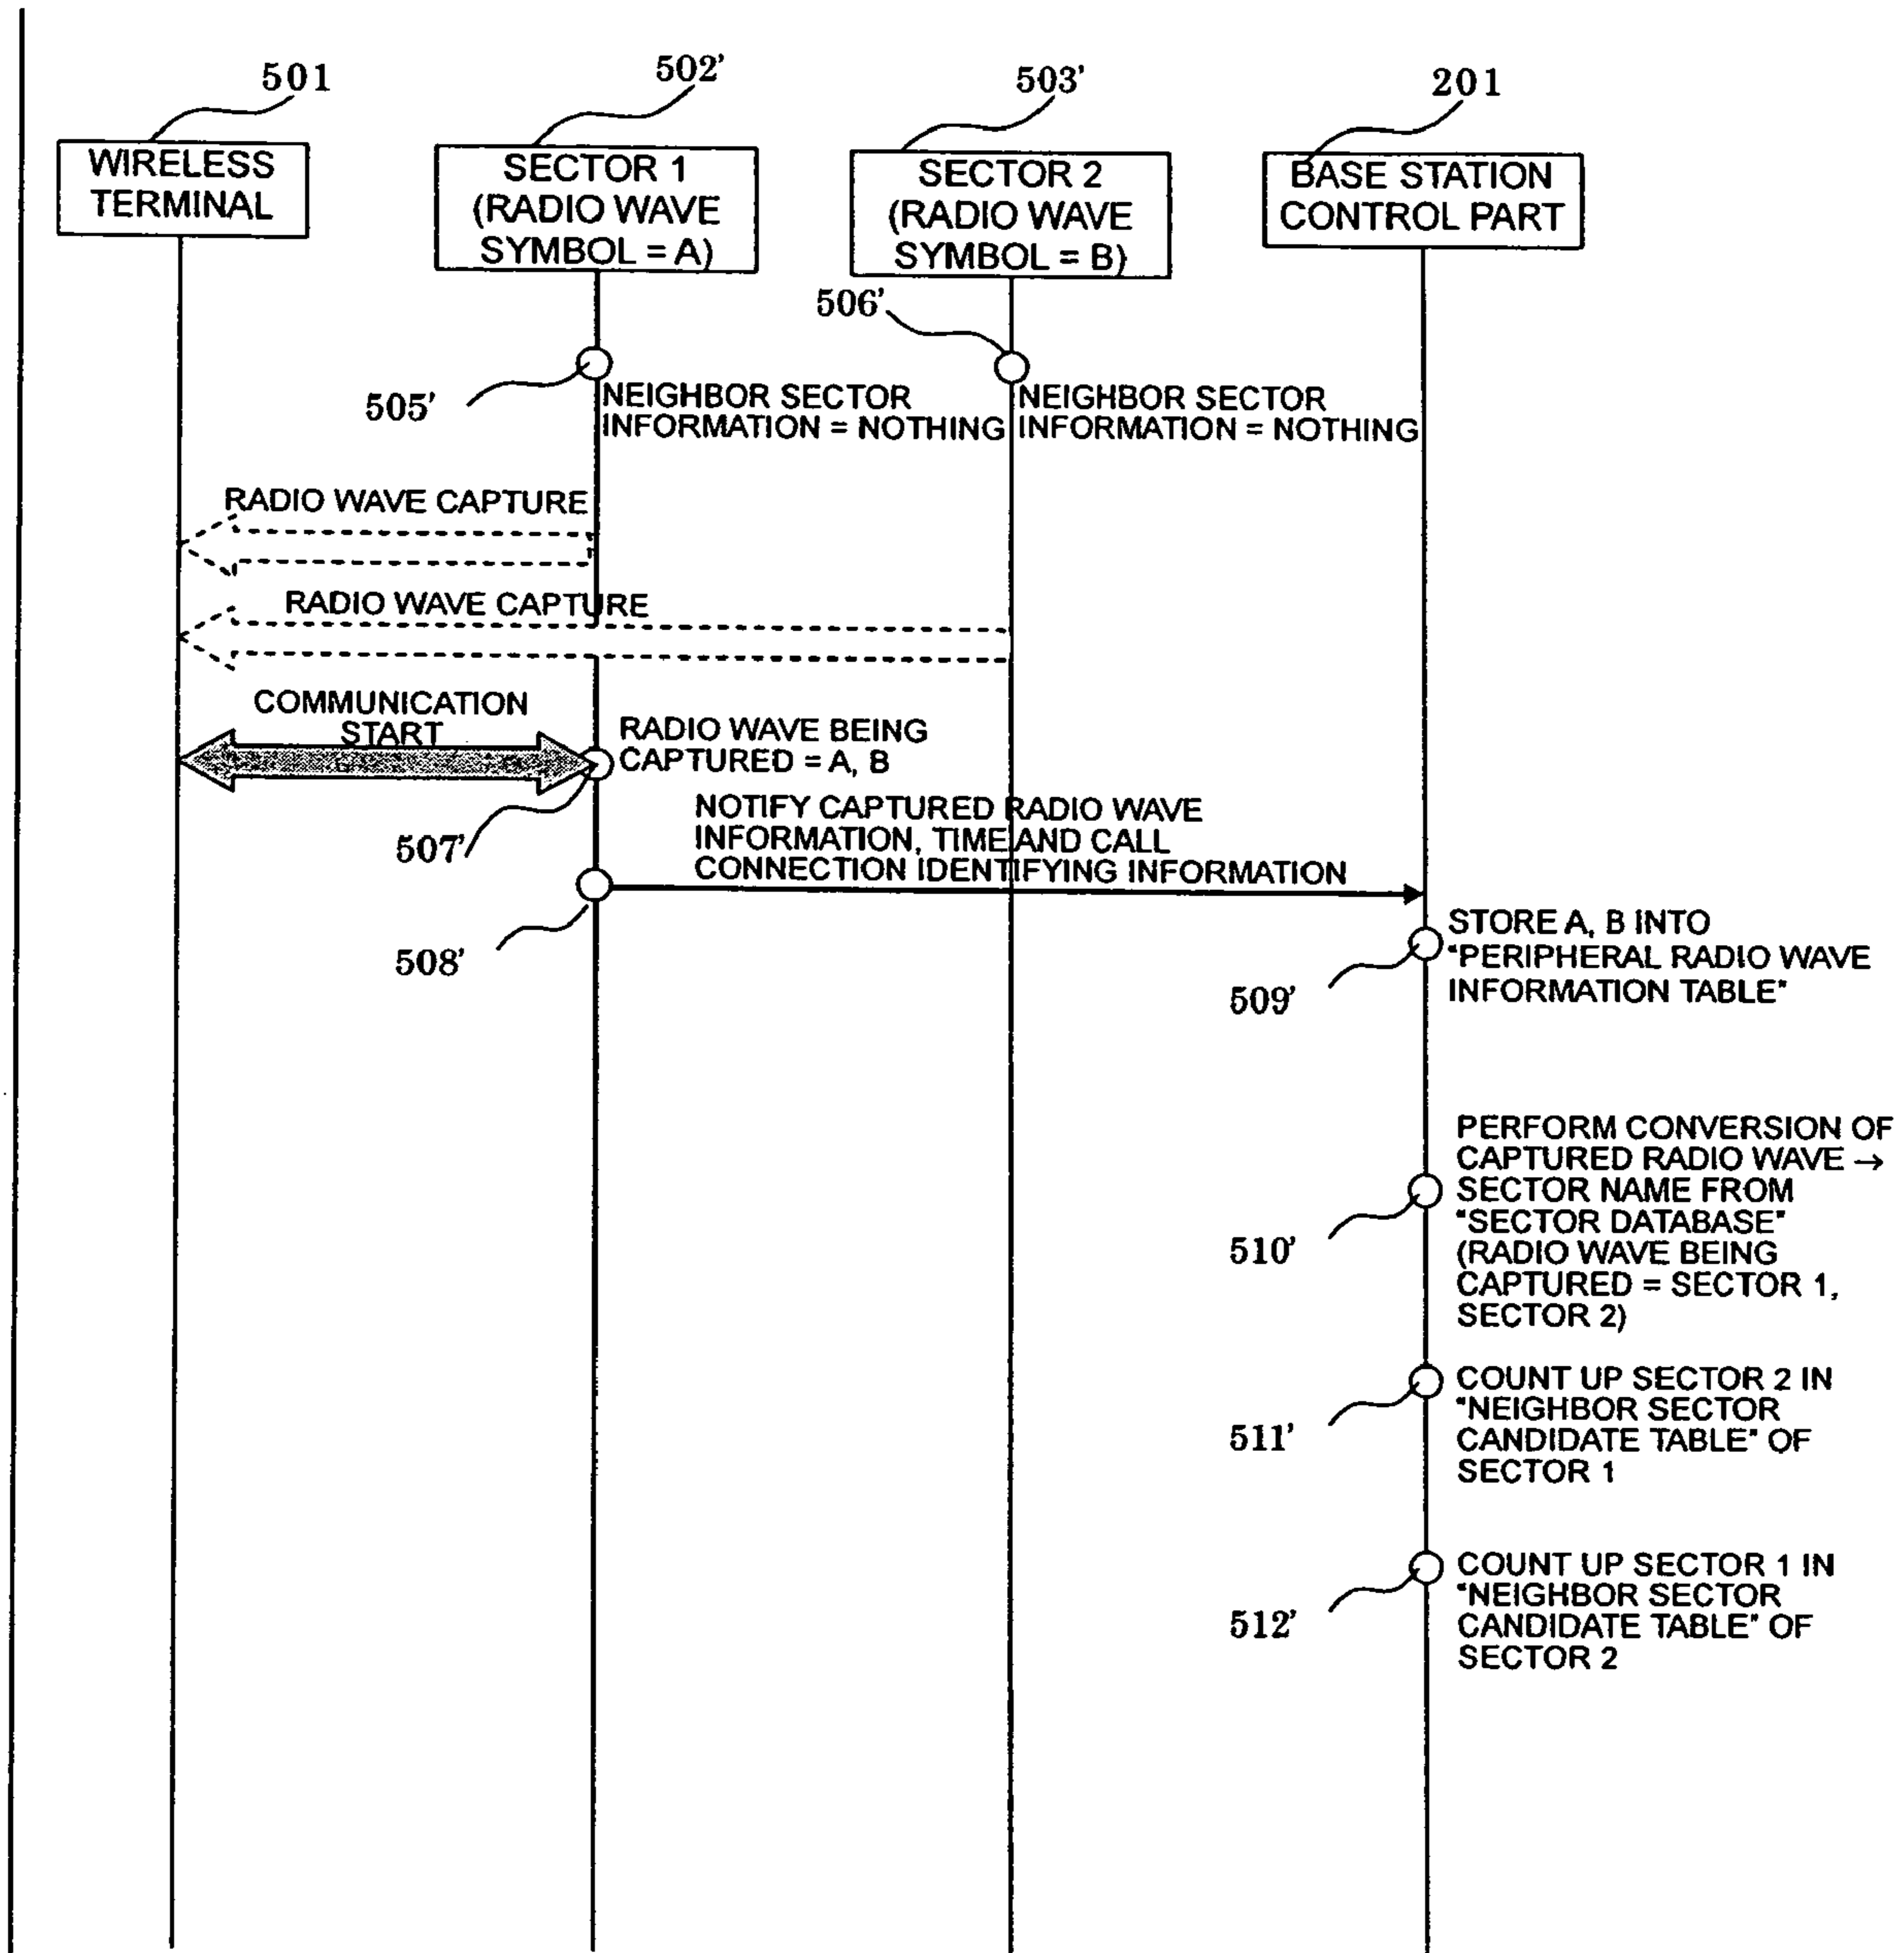 501
502'
503'
201
WIRELESS
TERMINAL
SECTOR 1
(RADIO WAVE
SYMBOL = A)
SECTOR 2
(RADIO WAVE
SYMBOL = B)
BASE STATION
CONTROL PART
506'
505'
NEIGHBOR SECTOR
INFORMATION = NOTHING
NEIGHBOR SECTOR
INFORMATION = NOTHING
RADIO WAVE CAPTURE
RADIO WAVE CAPTURE
COMMUNICATION
START
RADIO WAVE BEING
CAPTURED = A, B
507'
NOTIFY CAPTURED RADIO WAVE
INFORMATION, TIME AND CALL
CONNECTION IDENTIFYING INFORMATION
508'
STORE A, B INTO
"PERIPHERAL RADIO WAVE
INFORMATION TABLE"
509'
PERFORM CONVERSION OF
CAPTURED RADIO WAVE →
SECTOR NAME FROM
"SECTOR DATABASE"
(RADIO WAVE BEING
CAPTURED = SECTOR 1,
SECTOR 2)
510'
COUNT UP SECTOR 2 IN
"NEIGHBOR SECTOR
CANDIDATE TABLE" OF
SECTOR 1
511'
COUNT UP SECTOR 1 IN
"NEIGHBOR SECTOR
CANDIDATE TABLE" OF
SECTOR 2
512'